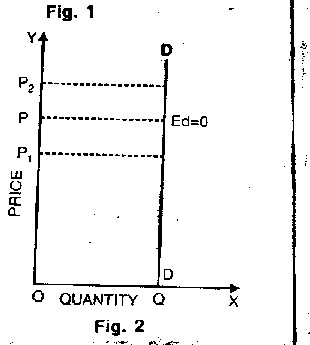 Fig. 1
Y
D
P2
P
Ed=0
P1
PRICE
D
O QUANTITY Q X
Fig. 2